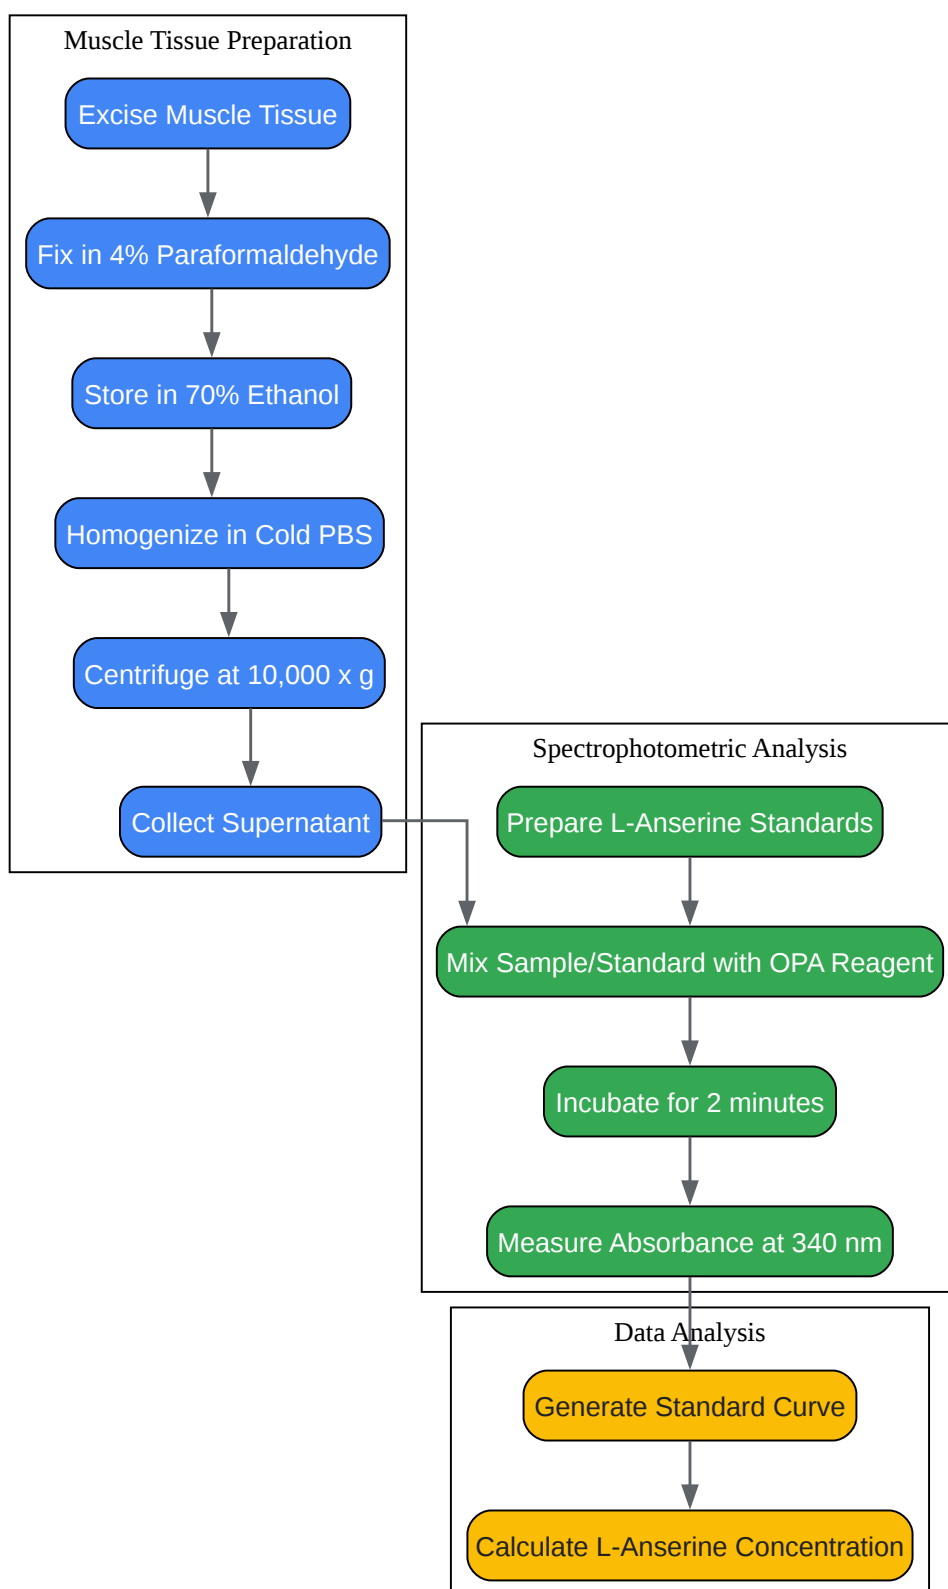 Muscle Tissue Preparation
Excise Muscle Tissue
Fix in 4% Paraformaldehyde
Store in 70% Ethanol
Homogenize in Cold PBS
Centrifuge at 10,000 x g
Collect Supernatant
Spectrophotometric Analysis
Prepare L-Anserine Standards
Mix Sample/Standard with OPA Reagent
Incubate for 2 minutes
Measure Absorbance at 340 nm
Data Analysis
Generate Standard Curve
Calculate L-Anserine Concentration